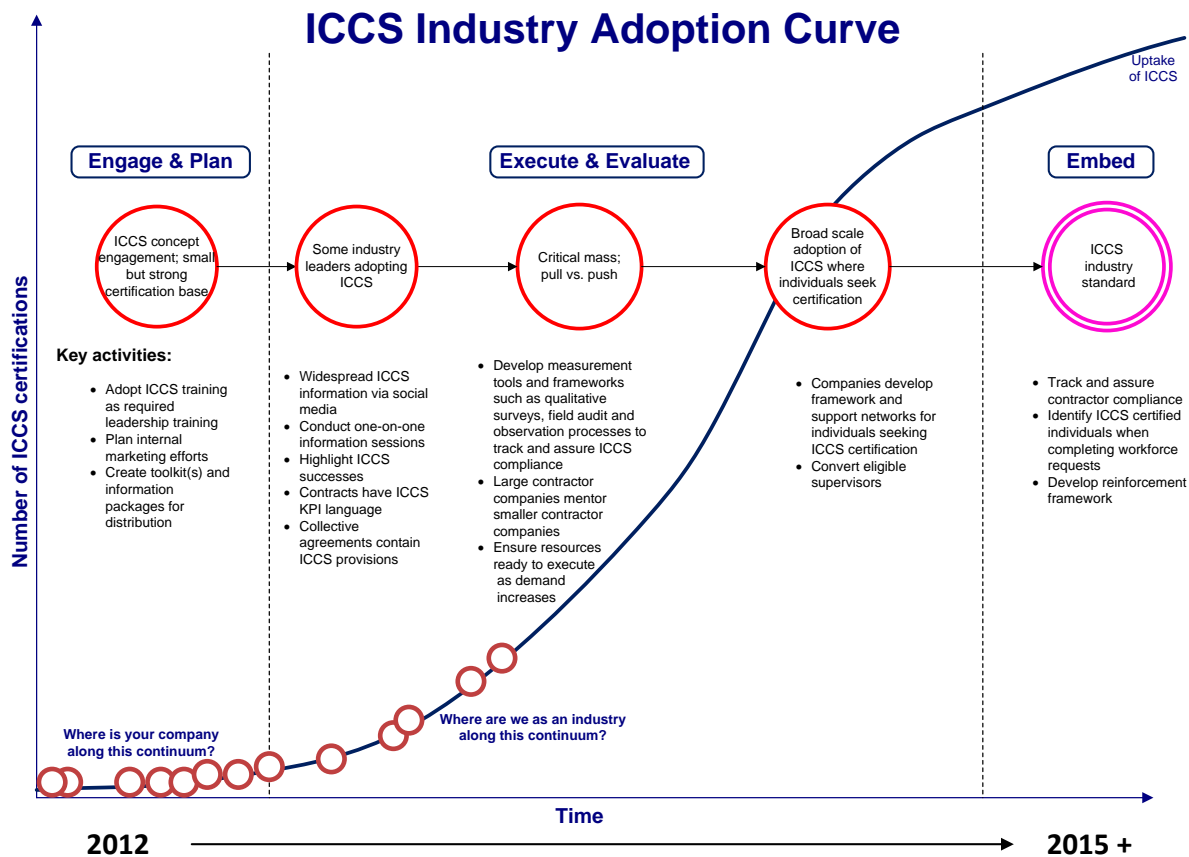 ICCS Industry Adoption Curve
Uptake
of ICCS
Engage & Plan
Execute & Evaluate
Embed
ICCS concept
engagement; small
but strong
certification base
Some industry
leaders adopting
ICCS
Critical mass;
pull vs. push
Broad scale
adoption of
ICCS where
individuals seek
certification
ICCS
industry
standard
Key activities:
• Adopt ICCS training
as required
leadership training
• Plan internal
marketing efforts
• Create toolkit(s) and
information
packages for
distribution
• Widespread ICCS
information via social
media
• Conduct one-on-one
information sessions
• Highlight ICCS
successes
• Contracts have ICCS
KPI language
• Collective
agreements contain
ICCS provisions
• Develop measurement
tools and frameworks
such as qualitative
surveys, field audit and
observation processes to
track and assure ICCS
compliance
• Large contractor
companies mentor
smaller contractor
companies
• Ensure resources
ready to execute
as demand
increases
• Companies develop
framework and
support networks for
individuals seeking
ICCS certification
• Convert eligible
supervisors
• Track and assure
contractor compliance
• Identify ICCS certified
individuals when
completing workforce
requests
• Develop reinforcement
framework
Number of ICCS certifications
Where is your company
along this continuum?
Where are we as an industry
along this continuum?
Time
2012
2015 +